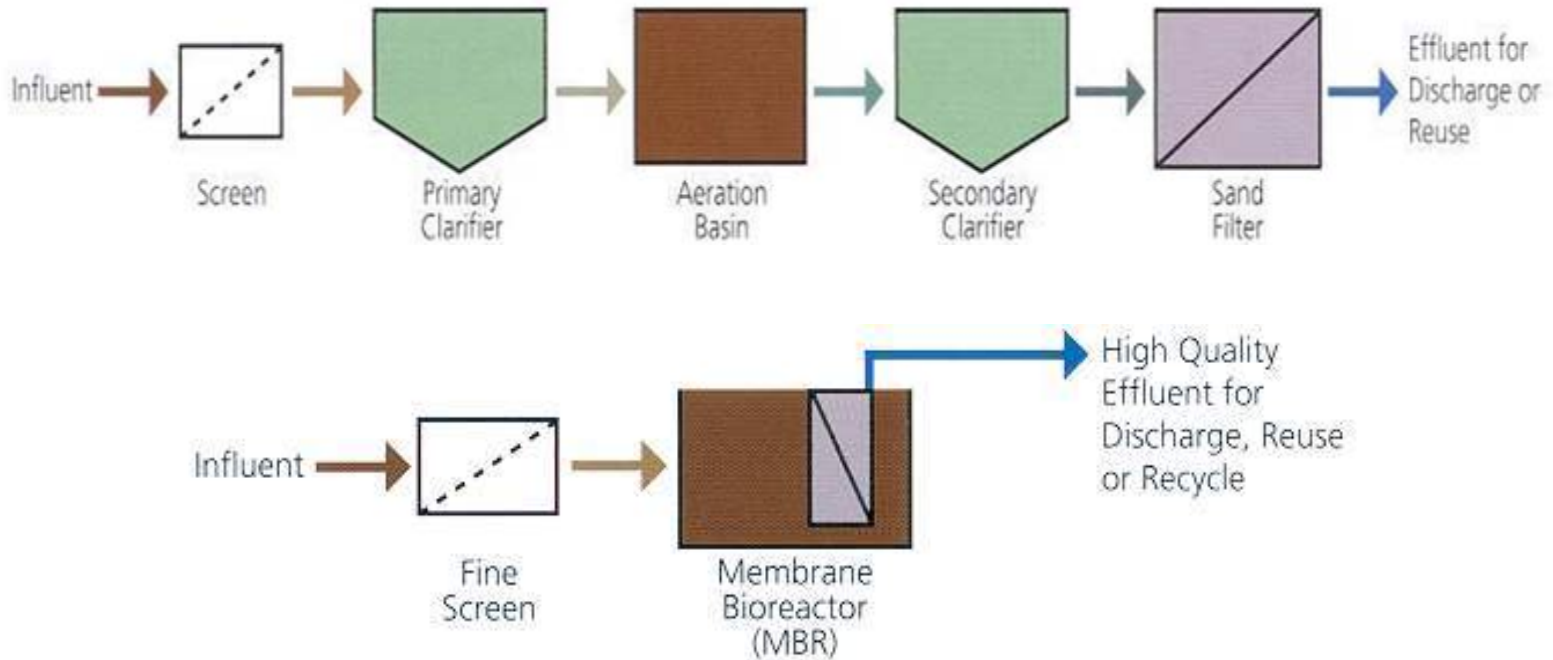 Influent
Screen
Primary
Clarifier
Aeration
Basin
Secondary
Clarifier
Sand
Filter
Effluent for
Discharge or
Reuse
Influent
Fine
Screen
Membrane
Bioreactor
(MBR)
High Quality
Effluent for
Discharge, Reuse
or Recycle